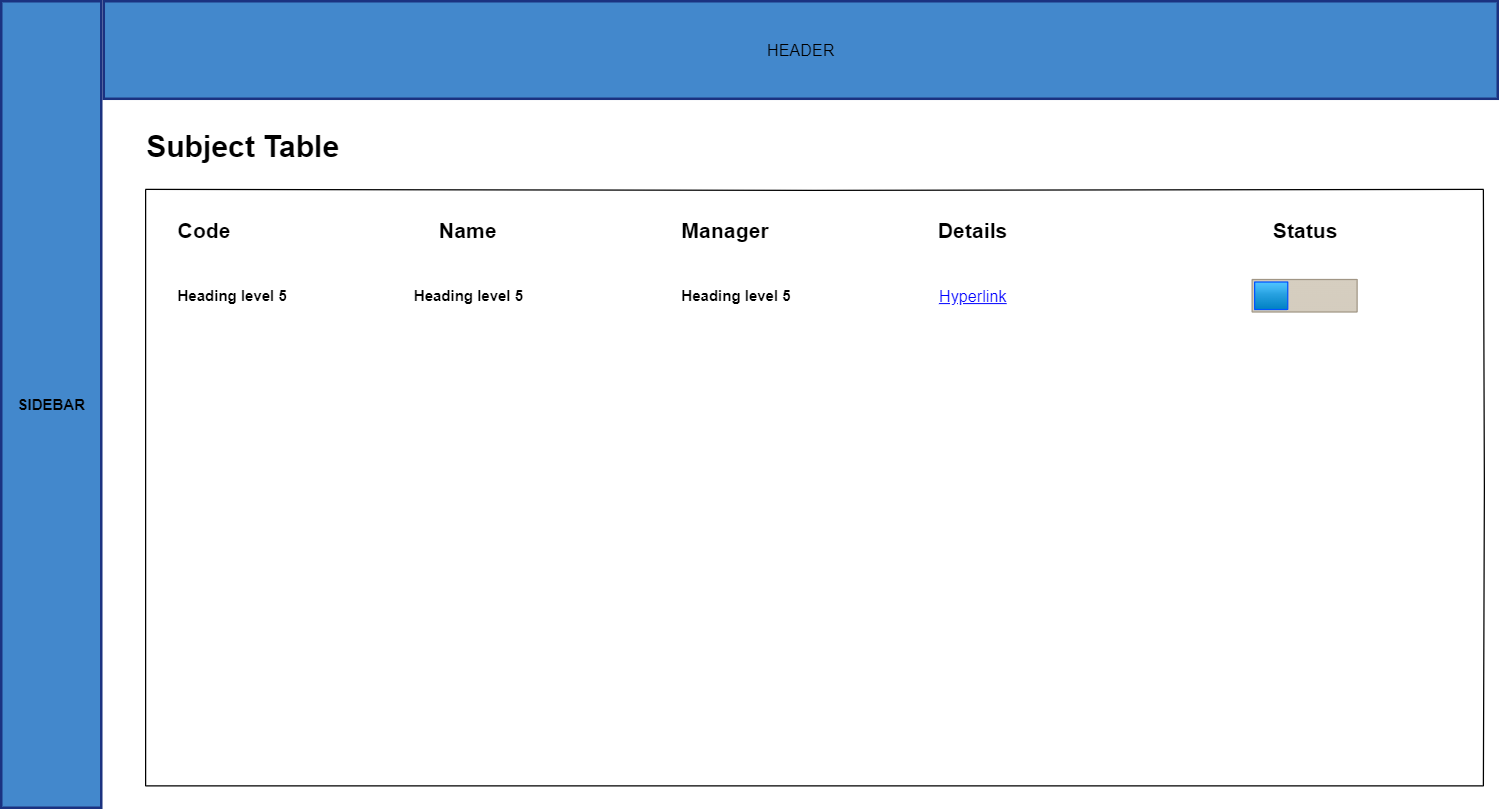 HEADER
Subject Table
Code Name Manager Details Status
Heading level 5 Heading level 5 Heading level 5 Hyperlink
SIDEBAR